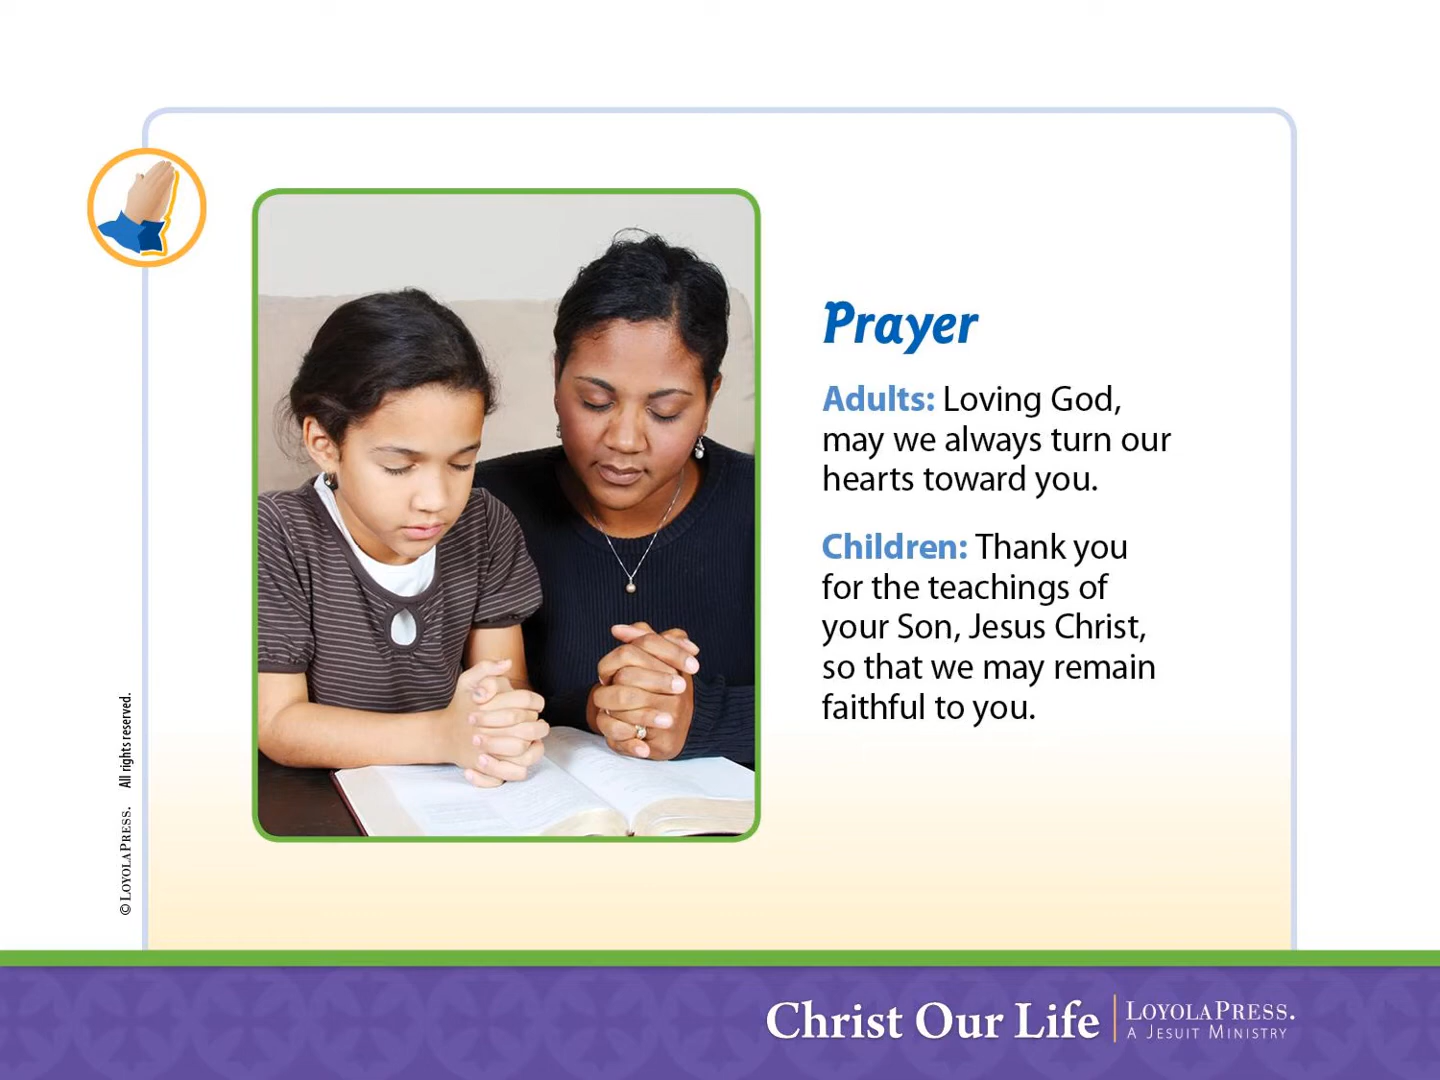 Prayer
Adults: Loving God,
may we always turn our
hearts toward you.
Children: Thank you
for the teachings of
your Son, Jesus Christ,
so that we may remain
faithful to you.
© LOYOLAPRESS. All rights reserved.
Christ Our Life
LOYOLAPRESS.
A JESUIT MINISTRY